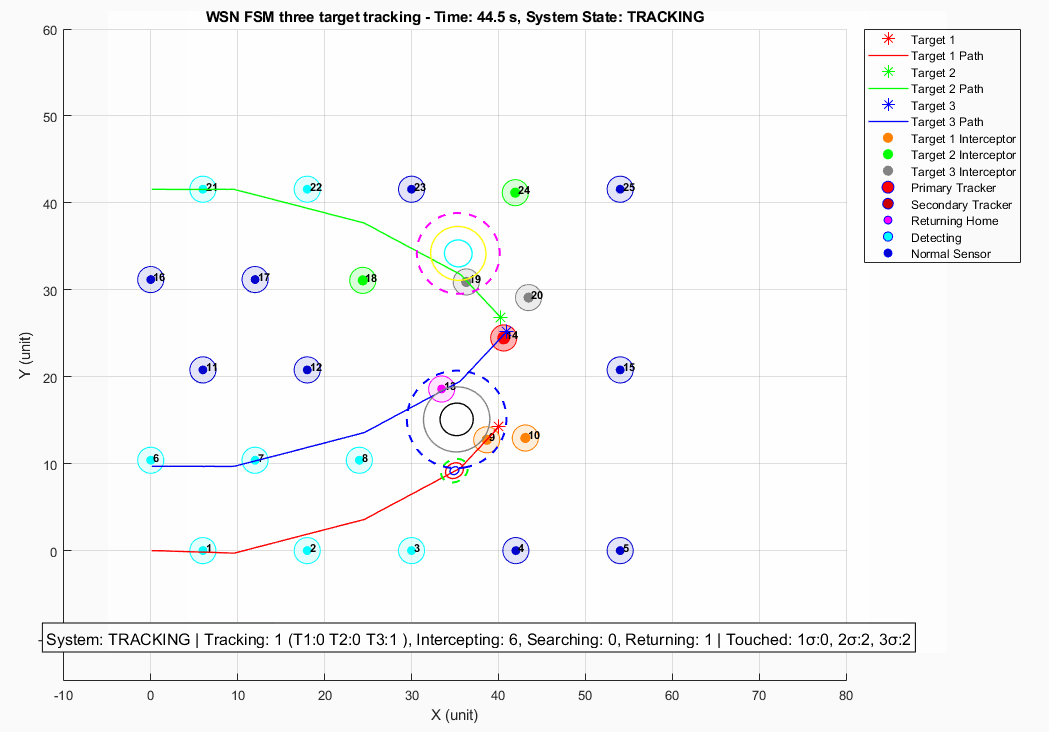 WSN FSM three target tracking - Time: 44.5 s, System State: TRACKING
60
50
40
30
20
10
0
Y (unit)
21
22
23
24
25
16
17
18
19
20
11
12
13
14
15
6
7
8
9
10
1
2
3
4
5
System: TRACKING | Tracking: 1 (T1:0 T2:0 T3:1 ), Intercepting: 6, Searching: 0, Returning: 1 | Touched: 1σ:0, 2σ:2, 3σ:2
-10
0
10
20
30
40
50
60
70
80
X (unit)
Target 1
Target 1 Path
Target 2
Target 2 Path
Target 3
Target 3 Path
Target 1 Interceptor
Target 2 Interceptor
Target 3 Interceptor
Primary Tracker
Secondary Tracker
Returning Home
Detecting
Normal Sensor